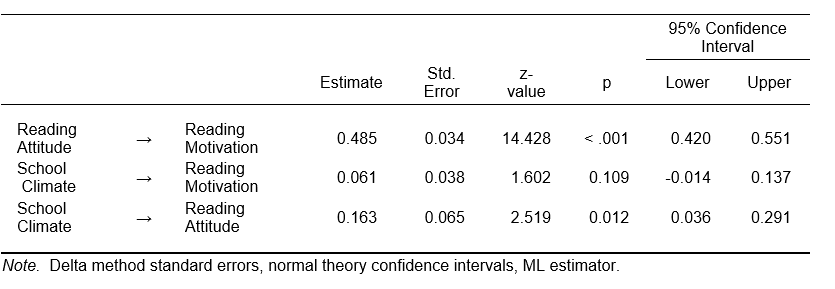 95% Confidence
Interval
Estimate Std. Error z-value p Lower Upper
Reading Attitude → Reading Motivation 0.485 0.034 14.428 < .001 0.420 0.551
School Climate → Reading Motivation 0.061 0.038 1.602 0.109 -0.014 0.137
School Climate → Reading Attitude 0.163 0.065 2.519 0.012 0.036 0.291
Note. Delta method standard errors, normal theory confidence intervals, ML estimator.